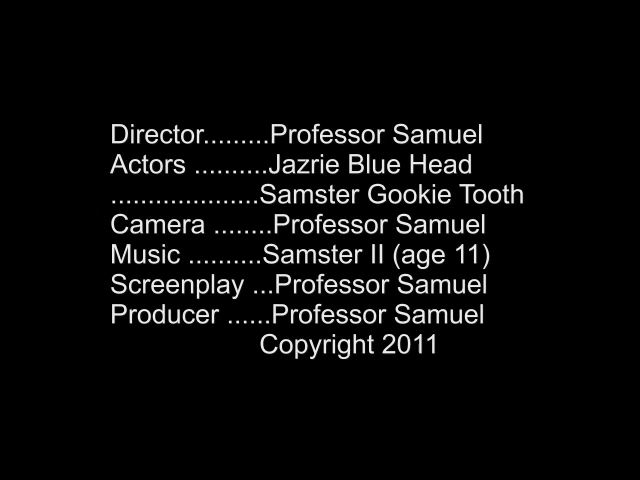 Director.........Professor Samuel
Actors ..........Jazrie Blue Head
....................Samster Gookie Tooth
Camera ........Professor Samuel
Music ..........Samster II (age 11)
Screenplay ...Professor Samuel
Producer ......Professor Samuel
Copyright 2011